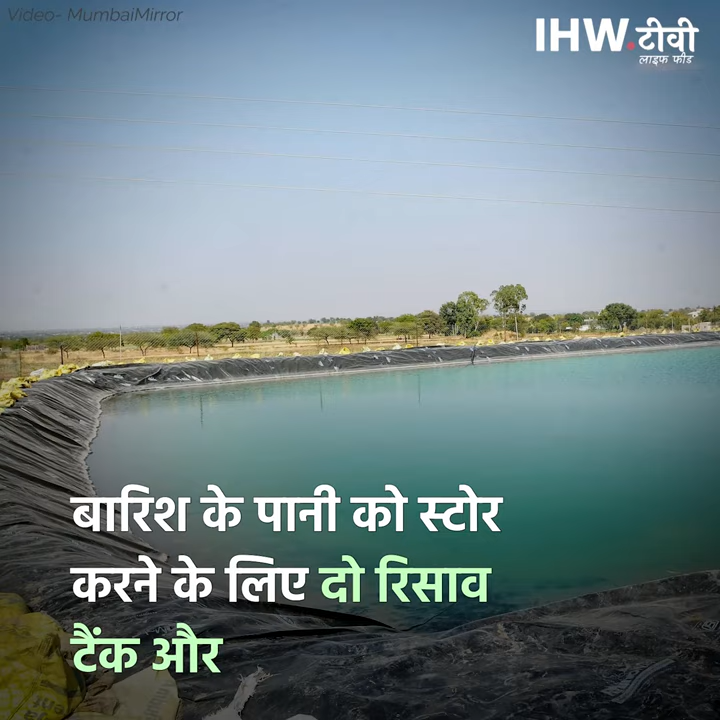 Video- MumbaiMirror
IHW.टीवी
लाइफ फीड
बारिश के पानी को स्टोर
करने के लिए दो रिसाव
टैंक और